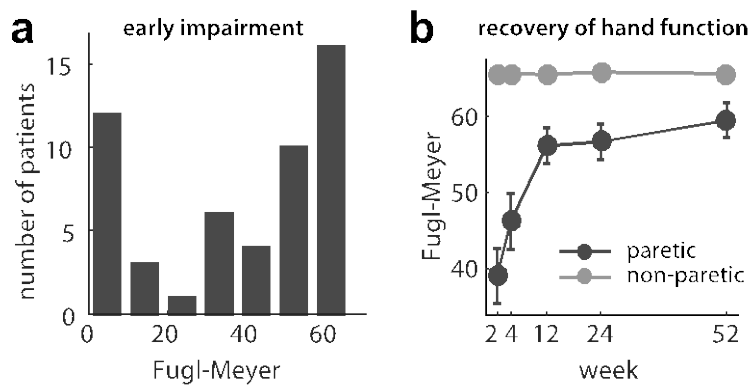 a
early impairment
number of patients
15
10
5
0
0 20 40 60
Fugl-Meyer
b
recovery of hand function
Fugl-Meyer
60
50
40
paretic
non-paretic
2 4 12 24 52
week